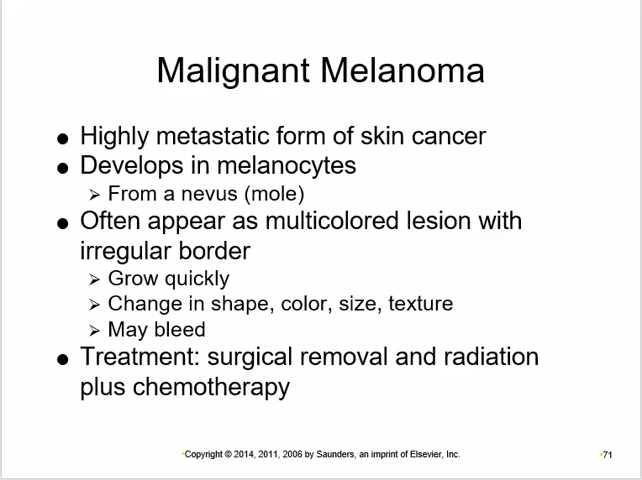 Malignant Melanoma
● Highly metastatic form of skin cancer
● Develops in melanocytes
➢ From a nevus (mole)
● Often appear as multicolored lesion with
irregular border
➢ Grow quickly
➢ Change in shape, color, size, texture
➢ May bleed
● Treatment: surgical removal and radiation
plus chemotherapy
•Copyright © 2014, 2011, 2006 by Saunders, an imprint of Elsevier, Inc.
•71